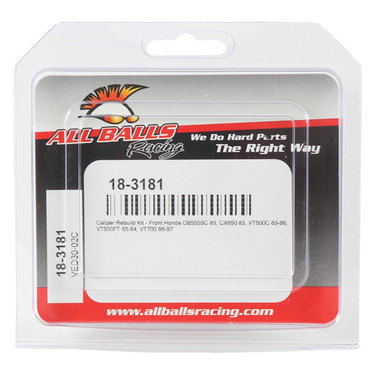 ALL BALLS
Racing
We Do Hard Parts
The Right Way
18-3181
Caliper Rebuild Kit - Front Honda CB550SC 83, CX650 83, VT500C 83-86,
VT500FT 83-84, VT700 86-87
18-3181
VED30-02C
www.allballsracing.com